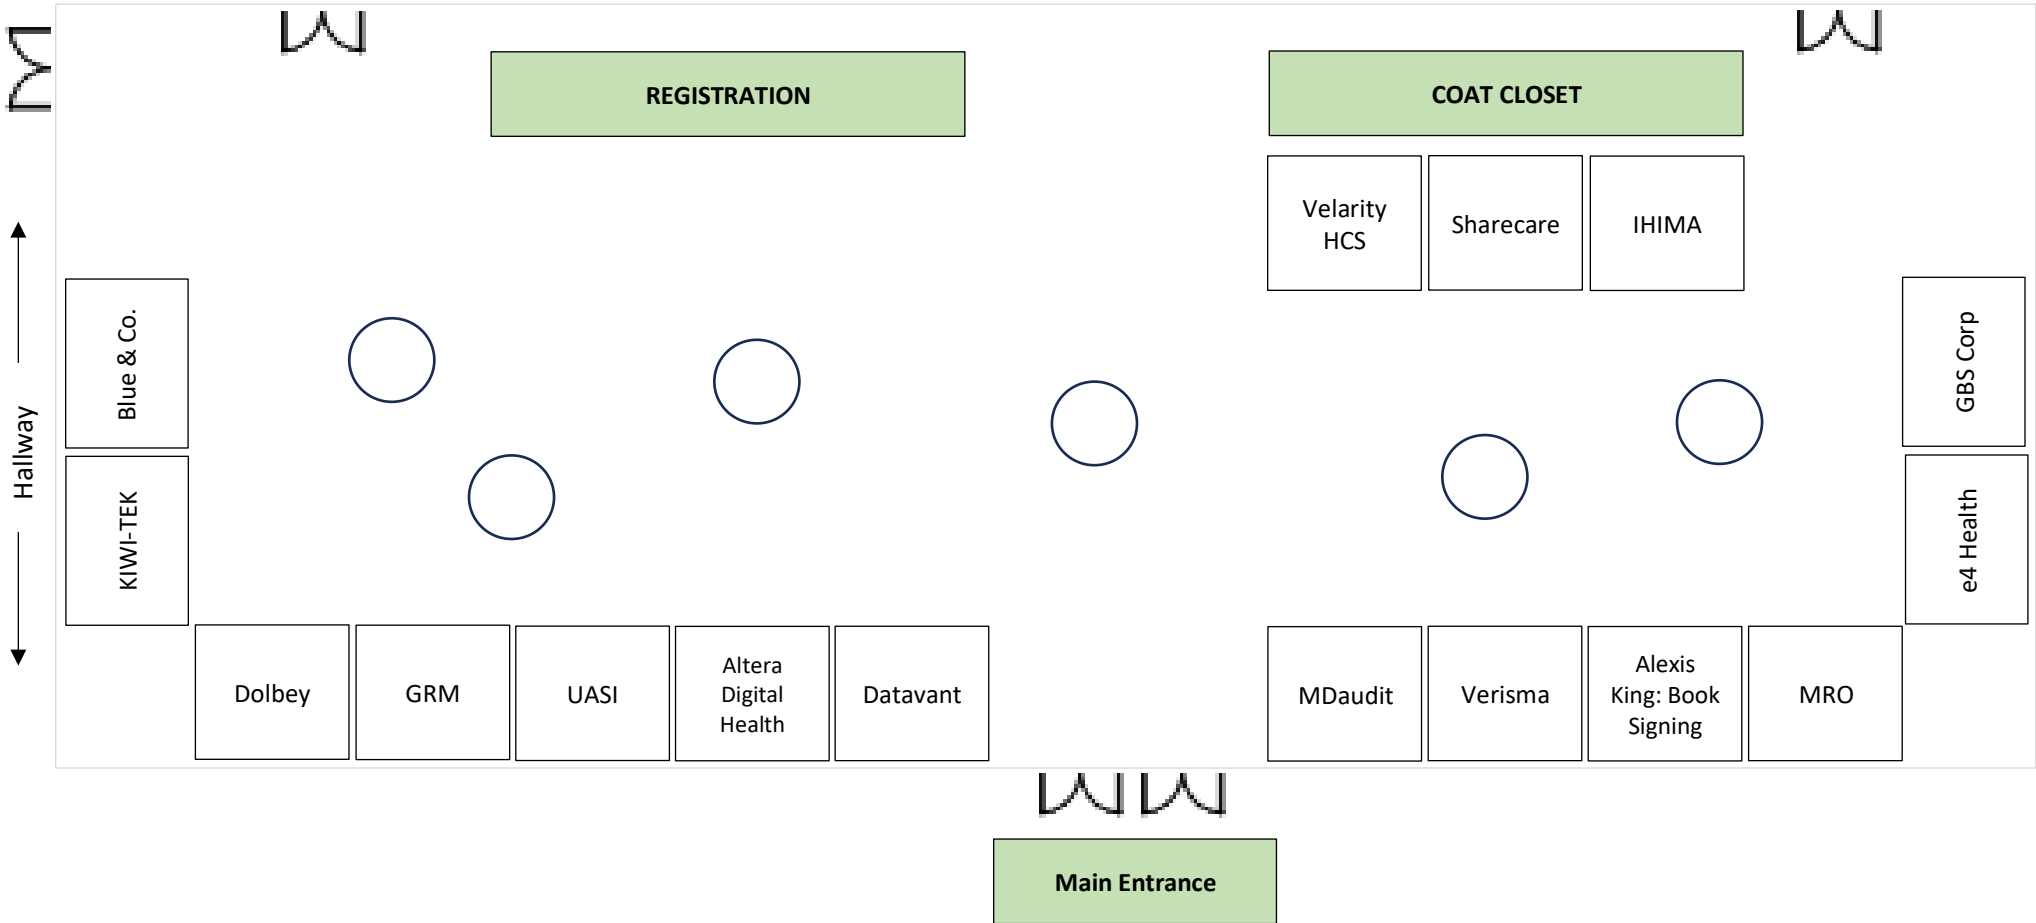 REGISTRATION
COAT CLOSET
Velarity
HCS
Sharecare
IHIMA
Blue & Co.
GBS Corp
Hallway
KIWI-TEK
e4 Health
Dolbey
GRM
UASI
Altera
Digital
Health
Datavant
MDaudit
Verisma
Alexis
King: Book
Signing
MRO
Main Entrance